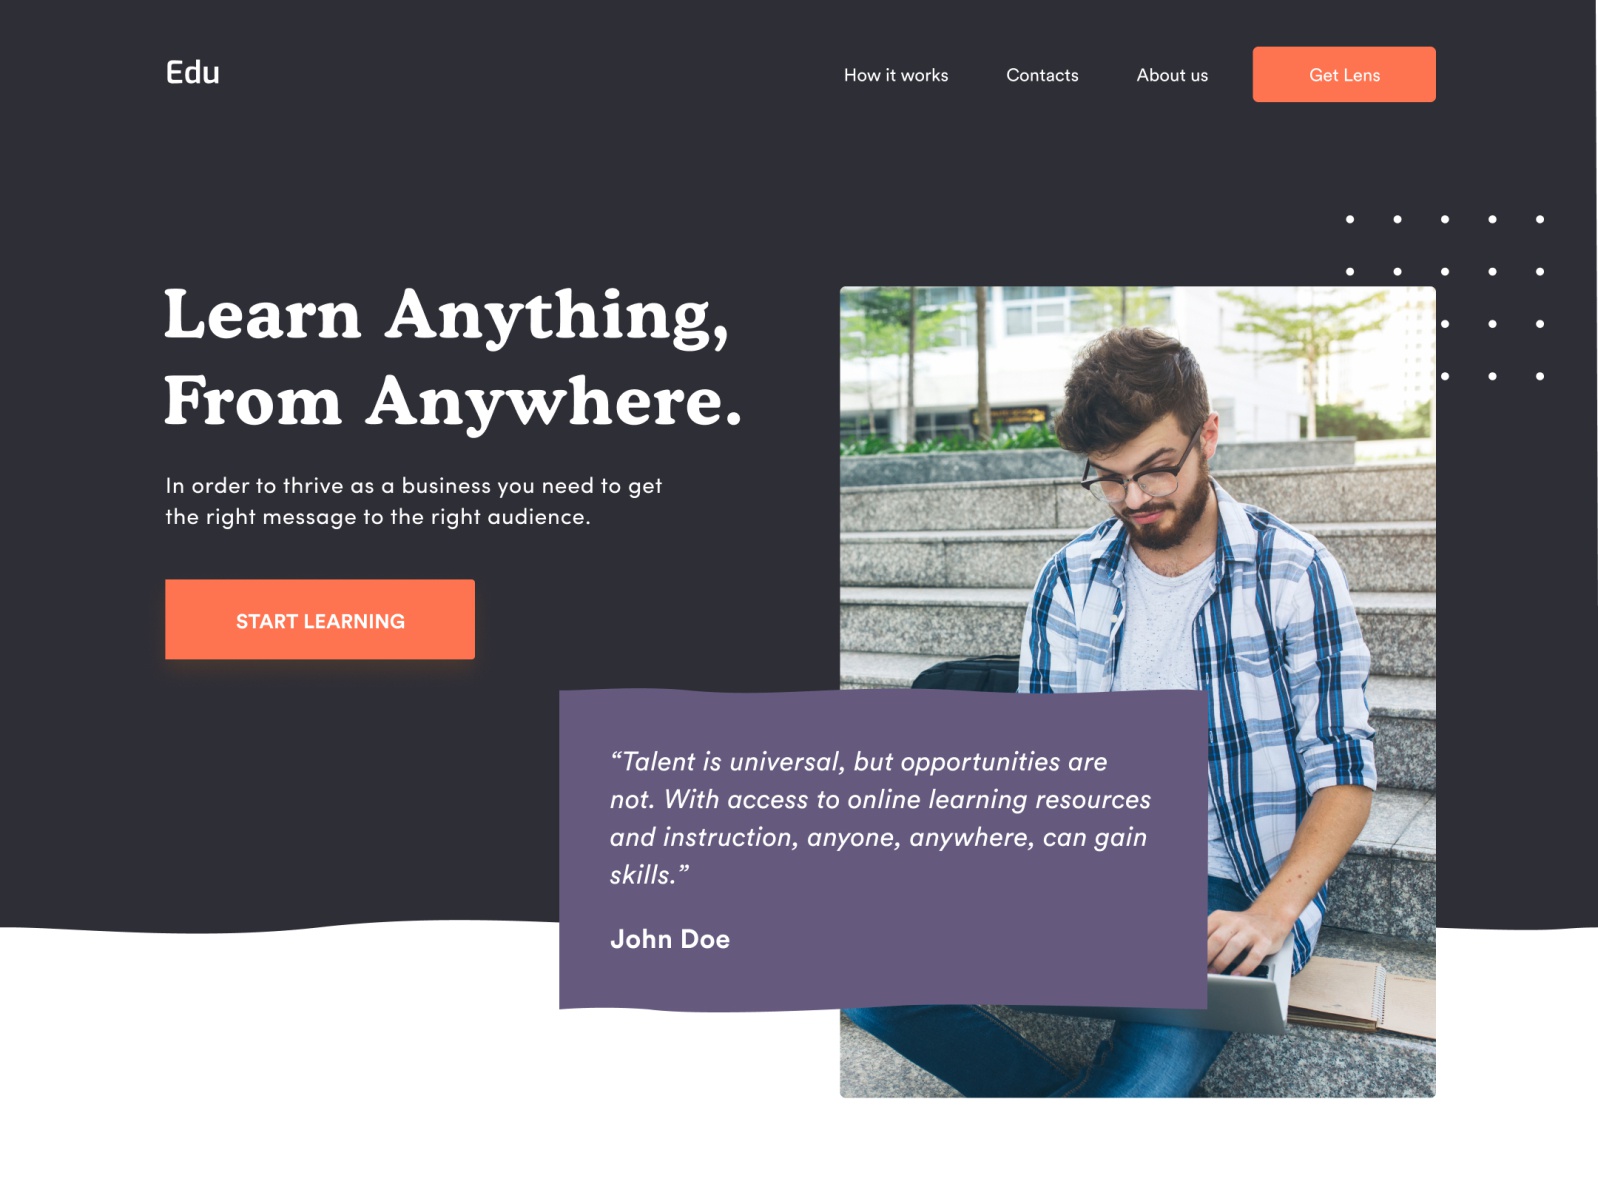 Edu
How it works
Contacts
About us
Get Lens
Learn Anything,
From Anywhere.
In order to thrive as a business you need to get
the right message to the right audience.
START LEARNING
“Talent is universal, but opportunities are
not. With access to online learning resources
and instruction, anyone, anywhere, can gain
skills.”
John Doe